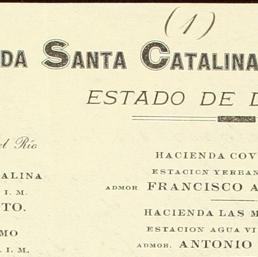 (1)
DA SANTA CATALINA
ESTADO DE D
el Río
HACIENDA COV
ALINA
ESTACION YERBAN
I. M.
ADMOR. FRANCISCO A
TO.
HACIENDA LAS M
MO
ESTACION AGUA VI
. I. M.
ADMOR. ANTONIO